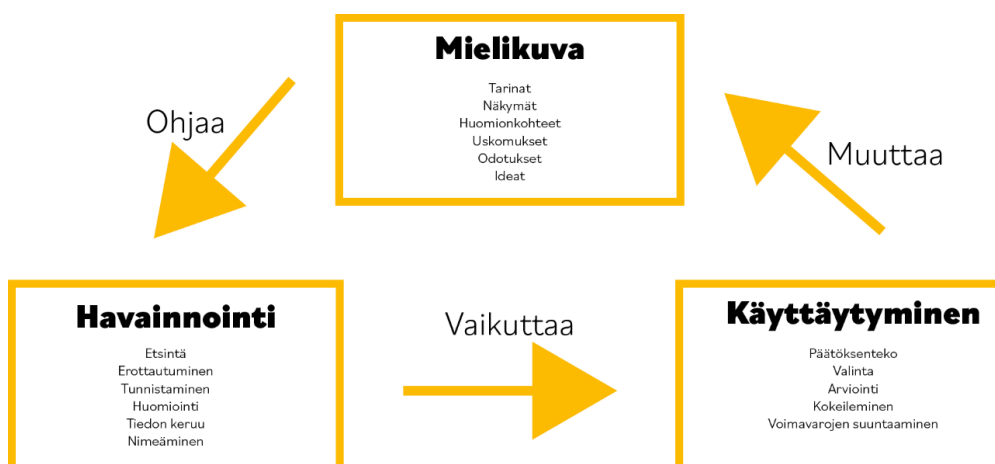 Mielikuva
Tarinat
Näkymät
Huomionkohteet
Uskomukset
Odotukset
Ideat
Ohjaa
Muuttaa
Havainnointi
Etsintä
Erottautuminen
Tunnistaminen
Huomiointi
Tiedon keruu
Nimeäminen
Vaikuttaa
Käyttäytyminen
Päätöksenteko
Valinta
Arviointi
Kokeileminen
Voimavarojen suuntaaminen